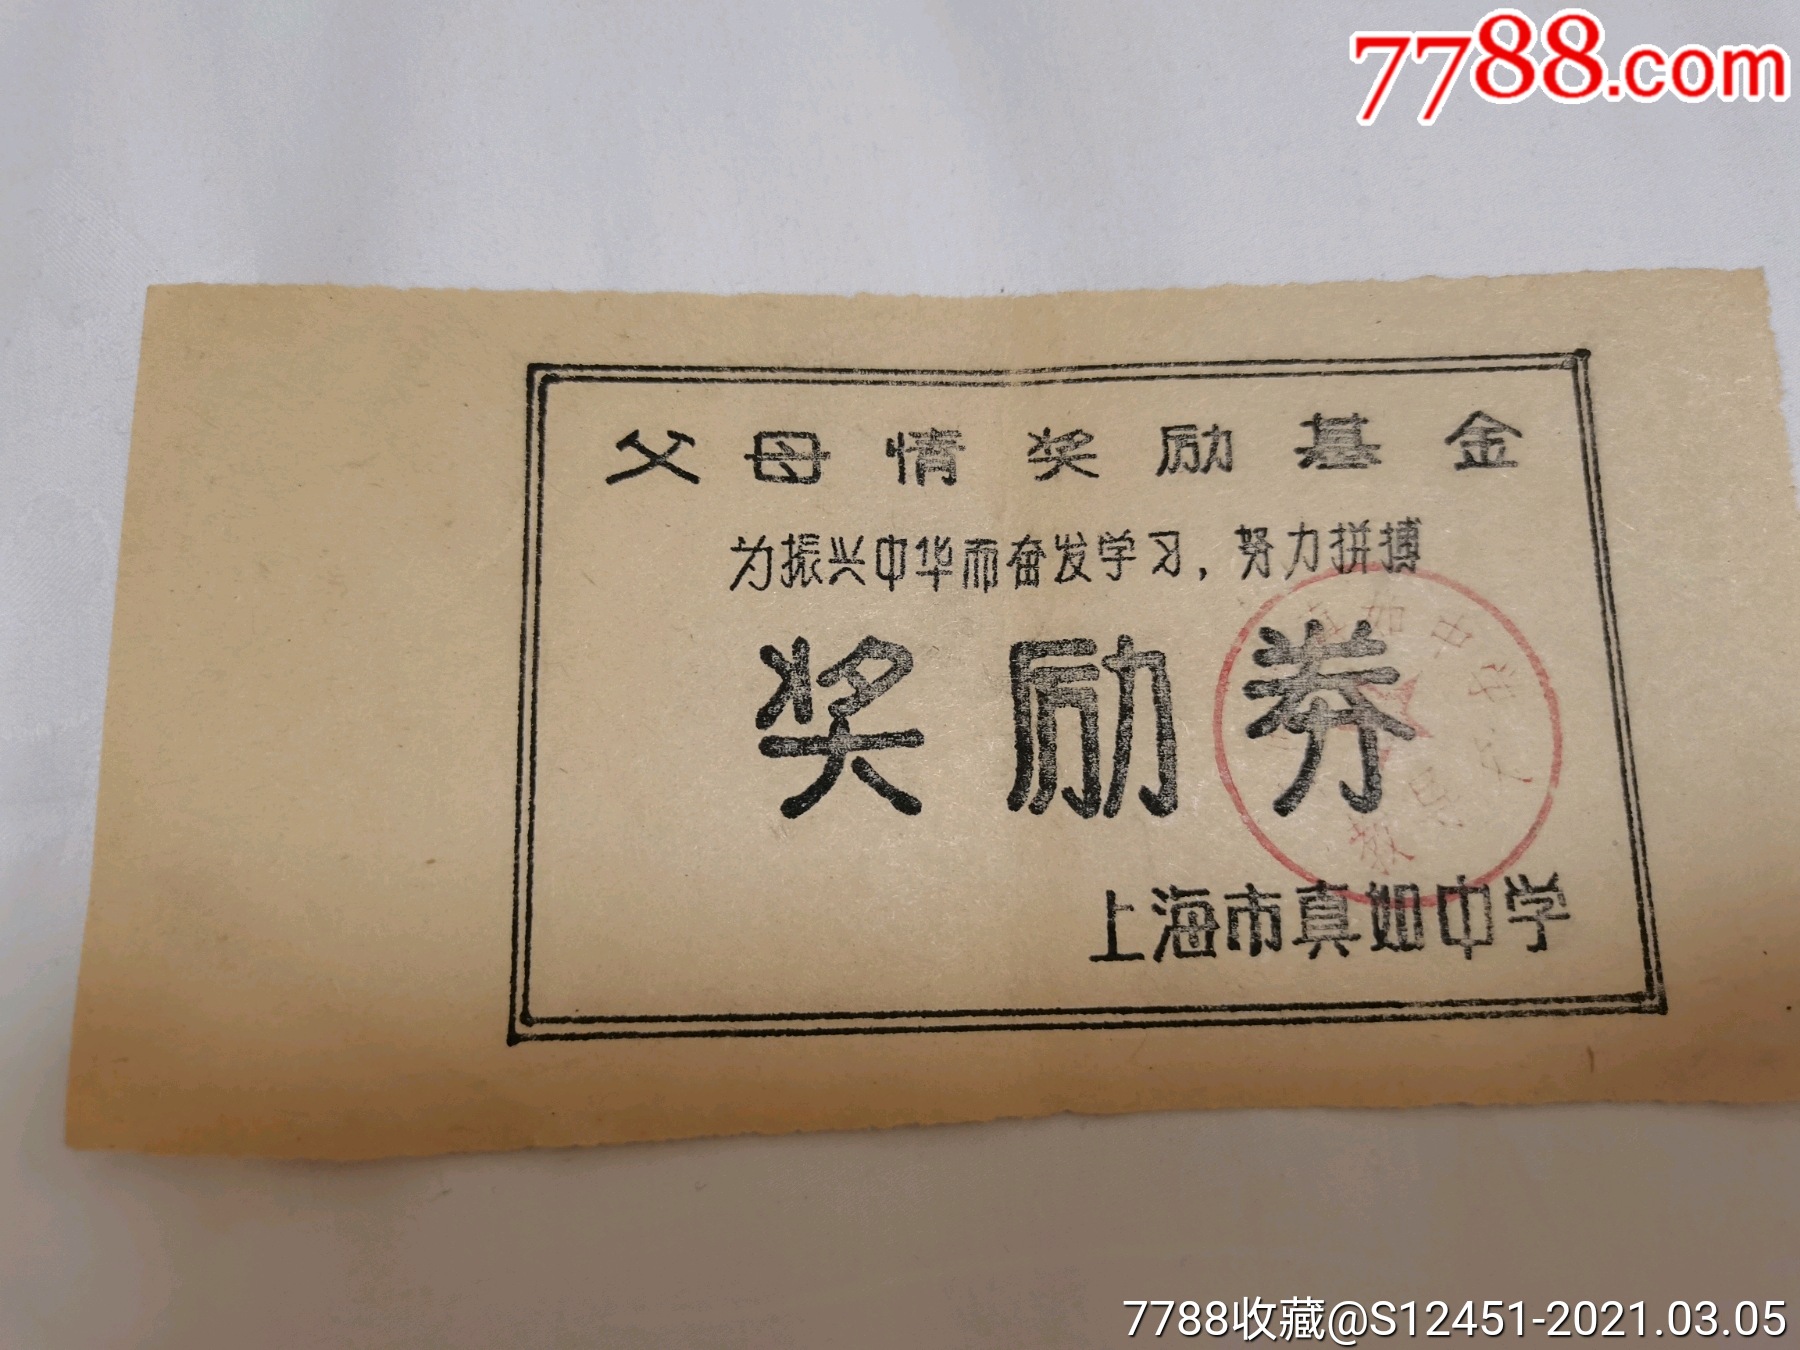 7788.com
父母情奖励基金
为振兴中华而奋发学习，努力拼搏
奖励券
上海市真如中学
7788收藏@S12451-2021.03.05